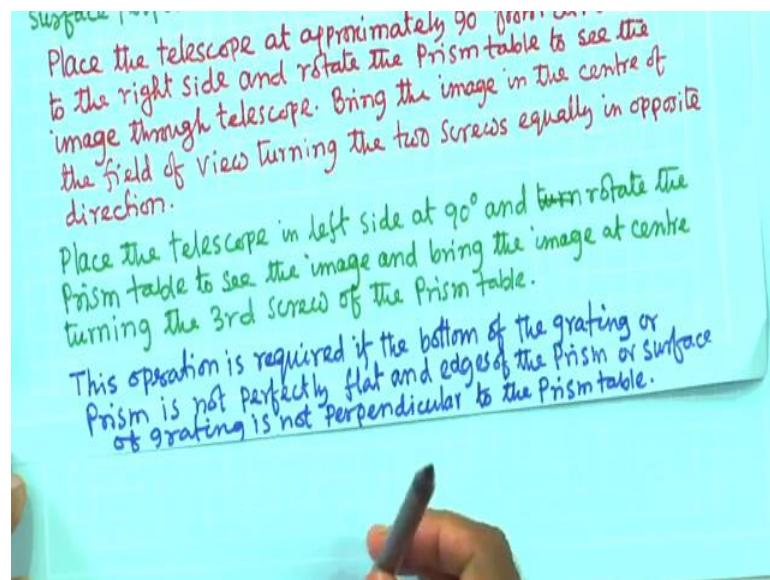 surface
Place the telescope at approximately 90
to the right side and rotate the Prism table to see the
image through telescope. Bring the image in the centre of
the field of view turning the two screws equally in opposite
direction.
Place the telescope in left side at 90° and turn rotate the
Prism table to see the image and bring the image at centre
turning the 3rd screw of the Prism table.
This opration is required if the bottom of the grating or
Prism is not perfectly flat and edges of the Prism or surface
of grating is not perpendicular to the Prism table.